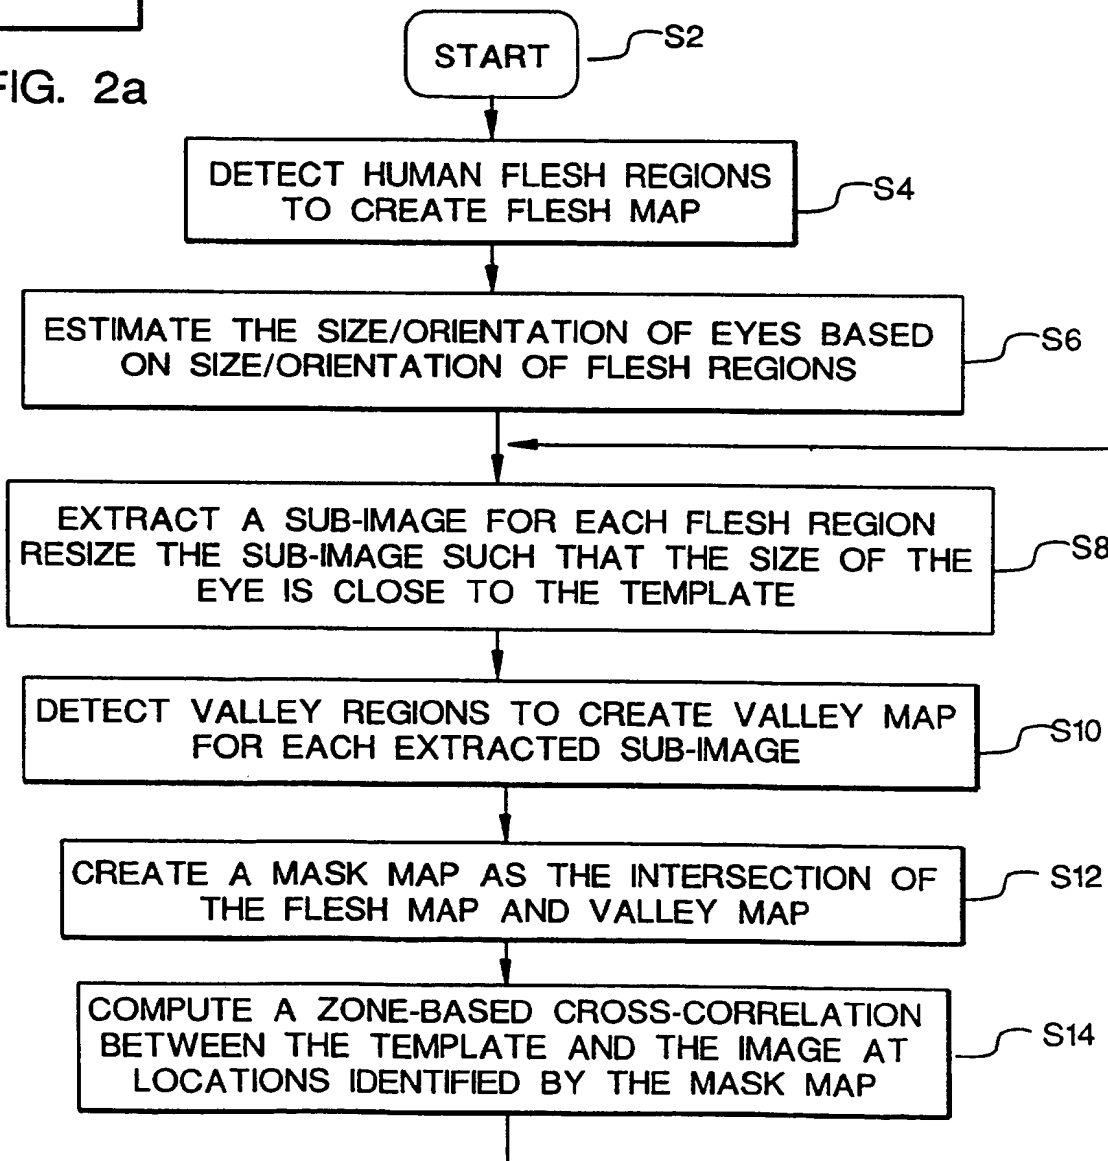 START
S2
FIG. 2a
DETECT HUMAN FLESH REGIONS
TO CREATE FLESH MAP
S4
ESTIMATE THE SIZE/ORIENTATION OF EYES BASED
ON SIZE/ORIENTATION OF FLESH REGIONS
S6
EXTRACT A SUB-IMAGE FOR EACH FLESH REGION
RESIZE THE SUB-IMAGE SUCH THAT THE SIZE OF THE
EYE IS CLOSE TO THE TEMPLATE
S8
DETECT VALLEY REGIONS TO CREATE VALLEY MAP
FOR EACH EXTRACTED SUB-IMAGE
S10
CREATE A MASK MAP AS THE INTERSECTION OF
THE FLESH MAP AND VALLEY MAP
S12
COMPUTE A ZONE-BASED CROSS-CORRELATION
BETWEEN THE TEMPLATE AND THE IMAGE AT
LOCATIONS IDENTIFIED BY THE MASK MAP
S14